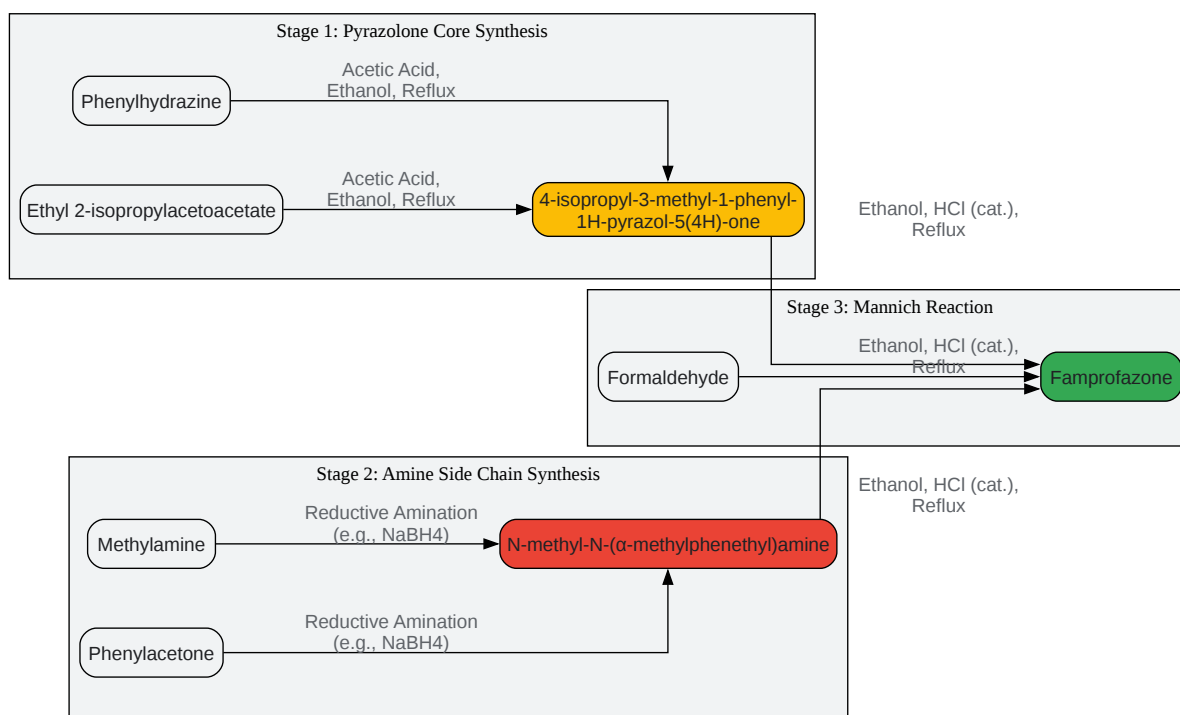 Stage 1: Pyrazolone Core Synthesis
Acetic Acid,
Ethanol, Reflux
Phenylhydrazine
Acetic Acid,
Ethanol, Reflux
Ethyl 2-isopropylacetoacetate
4-isopropyl-3-methyl-1-phenyl-
1H-pyrazol-5(4H)-one
Ethanol, HCl (cat.),
Reflux
Stage 3: Mannich Reaction
Ethanol, HCl (cat.),
Reflux
Formaldehyde
Famprofazone
Stage 2: Amine Side Chain Synthesis
Ethanol, HCl (cat.),
Reflux
Reductive Amination
(e.g., NaBH4)
Methylamine
N-methyl-N-(α-methylphenethyl)amine
Reductive Amination
(e.g., NaBH4)
Phenylacetone